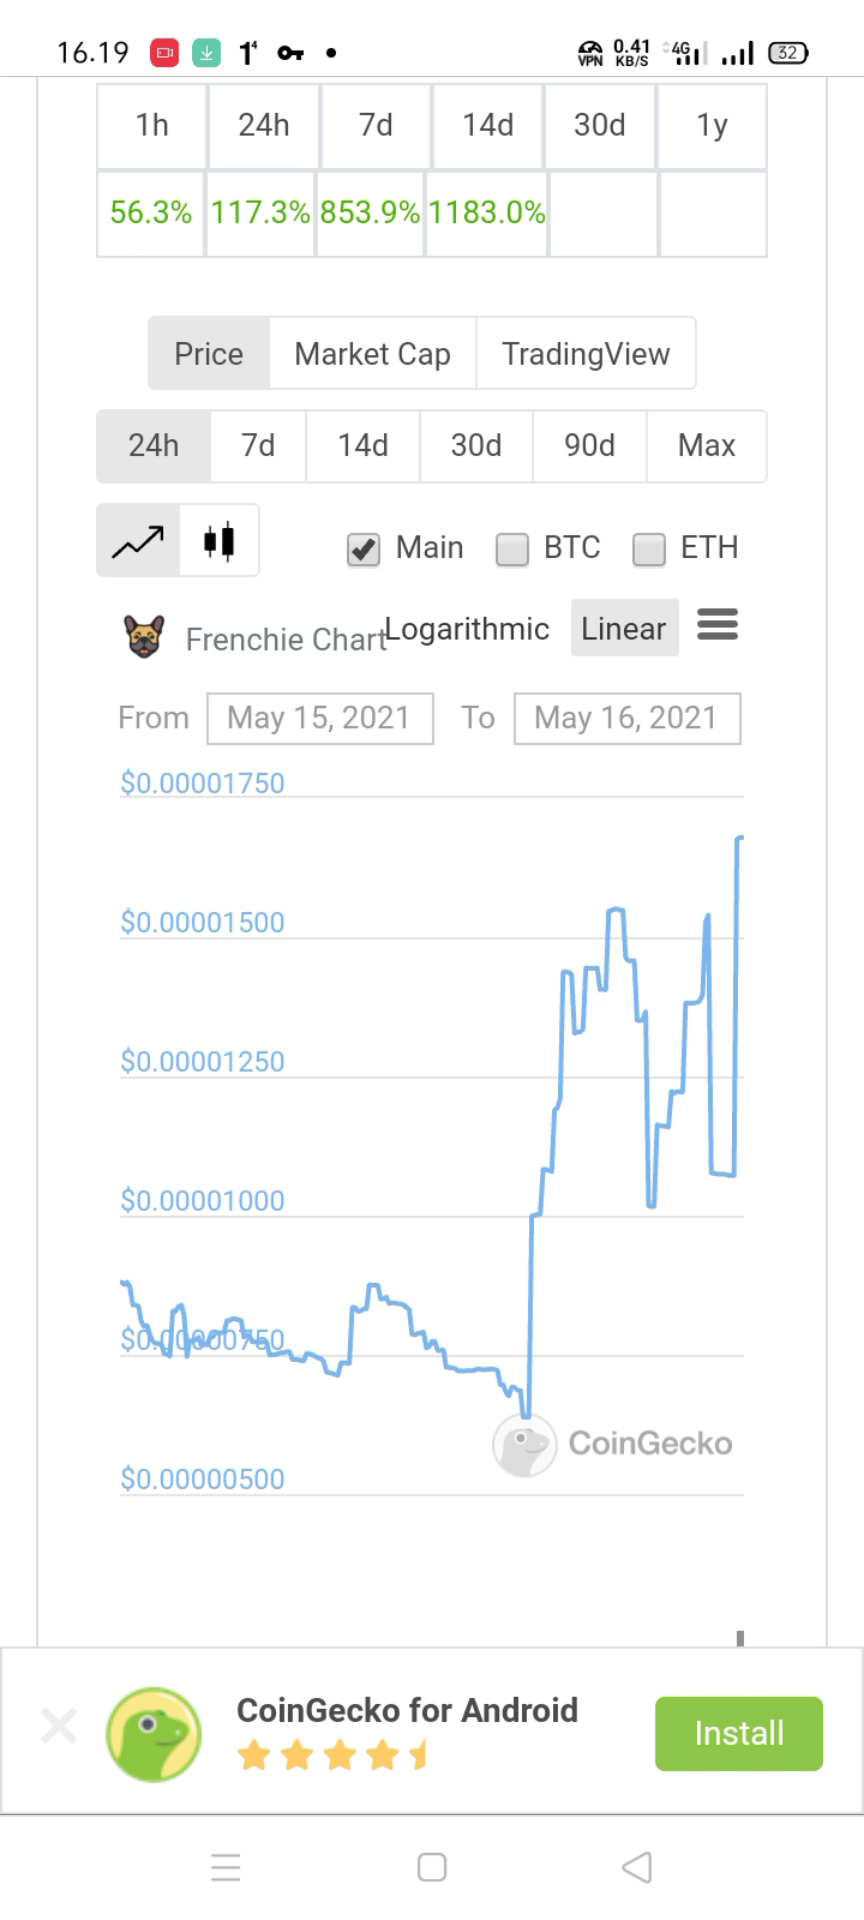 16.19 1⁴ VPN 0.41 KB/S 4G 32
1h 24h 7d 14d 30d 1y
56.3% 117.3% 853.9% 1183.0%
Price Market Cap TradingView
24h 7d 14d 30d 90d Max
Main BTC ETH
Frenchie Chart Logarithmic Linear
From May 15, 2021 To May 16, 2021
$0.00001750
$0.00001500
$0.00001250
$0.00001000
$0.00000750
CoinGecko
$0.00000500
CoinGecko for Android
Install